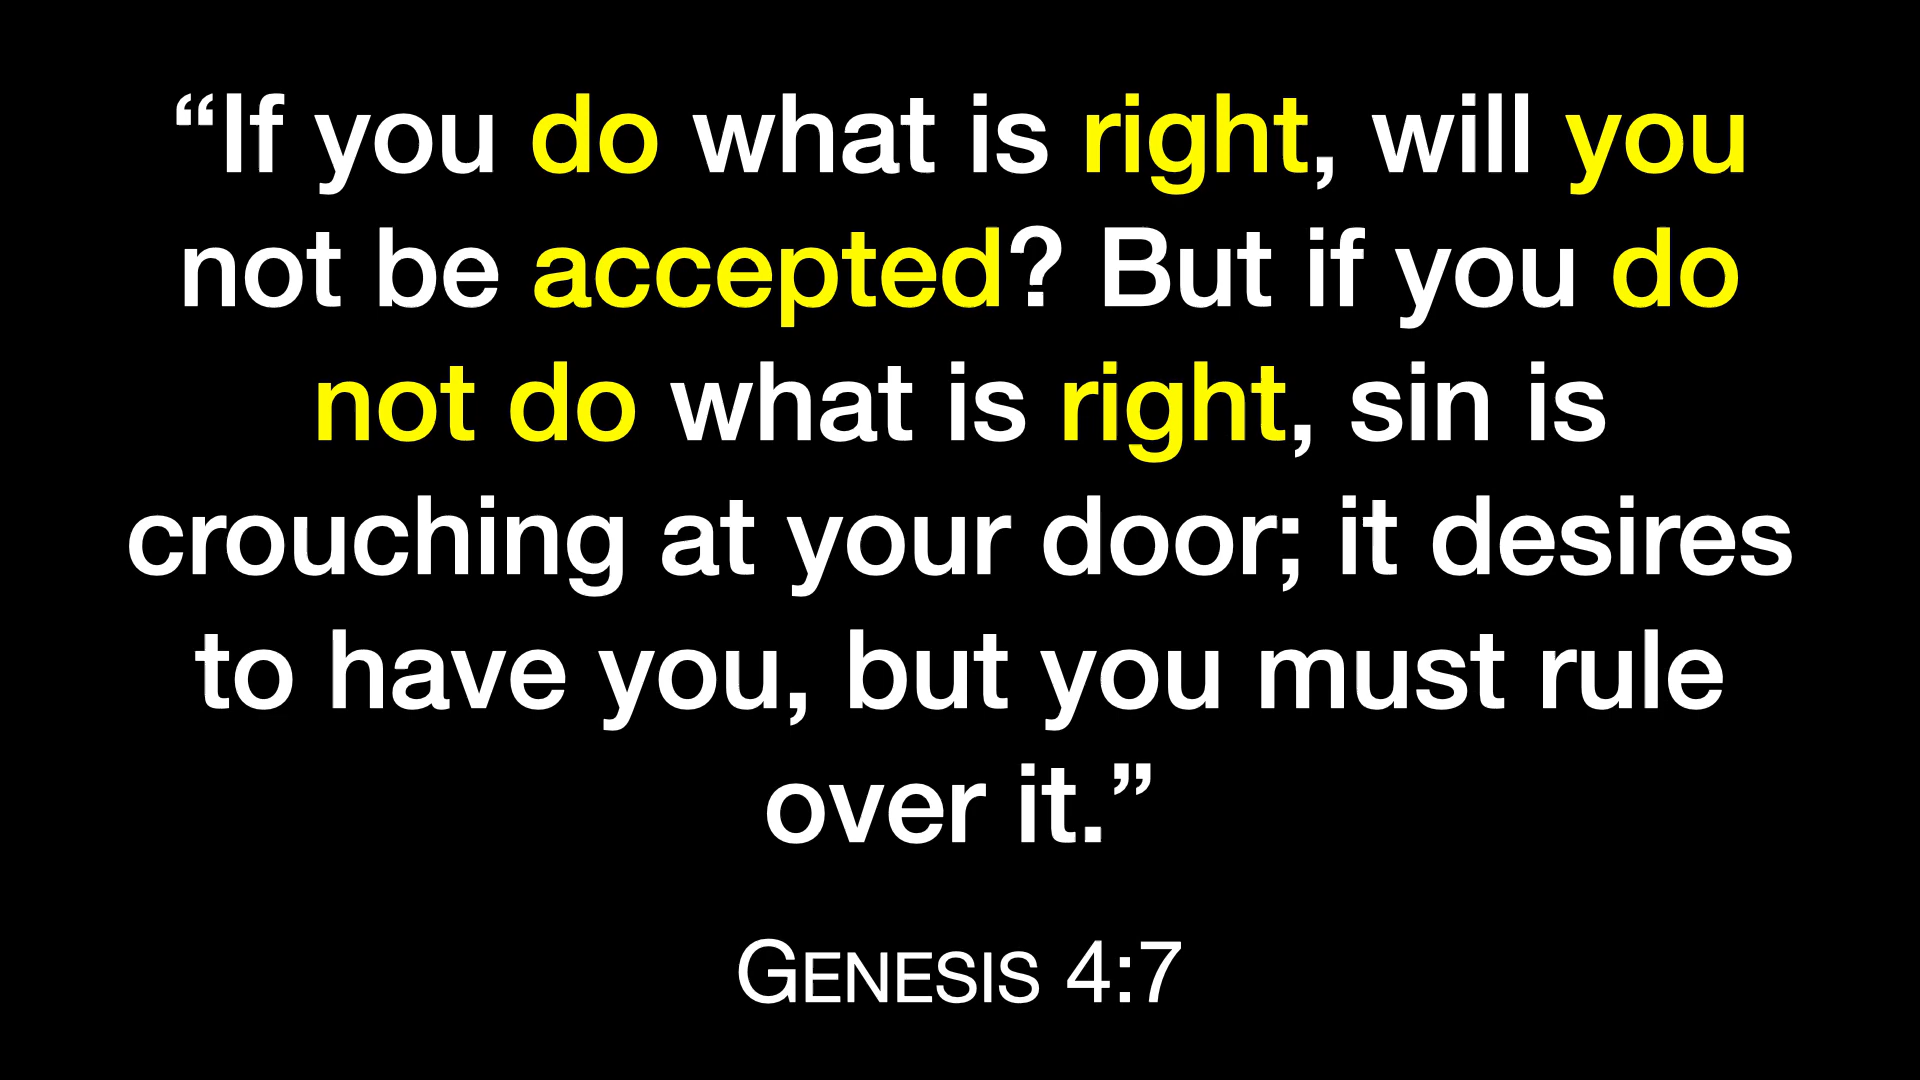 “If you do what is right, will you
not be accepted? But if you do
not do what is right, sin is
crouching at your door; it desires
to have you, but you must rule
over it.”
GENESIS 4:7